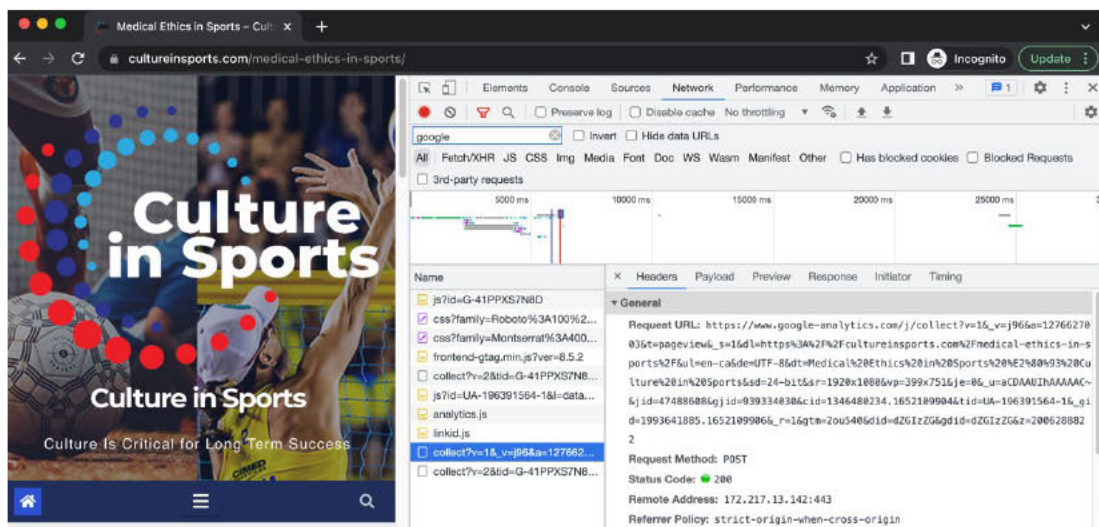 Medical Ethics in Sports – Cult
cultureinsports.com/medical-ethics-in-sports/
Incognito
Update
Culture
in Sports
Culture in Sports
Culture Is Critical for Long Term Success
Elements Console Sources Network Performance Memory Application » 1
Preserve log Disable cache No throttling
google
Invert Hide data URLs
All Fetch/XHR JS CSS Img Media Font Doc WS Wasm Manifest Other Has blocked cookies Blocked Requests
3rd-party requests
5000 ms 10000 ms 15000 ms 20000 ms 25000 ms
Name
js?id=G-41PPXS7N8D
css?family=Roboto%3A100%2...
css?family=Montserrat%3A400...
frontend-gtag.min.js?ver=8.5.2
collect?v=2&tid=G-41PPXS7N8...
js?id=UA-196391564-1&l=data...
analytics.js
linkid.js
collect?v=1&_v=j96&a=127662...
collect?v=2&tid=G-41PPXS7N8...
× Headers Payload Preview Response Initiator Timing
General
Request URL: https://www.google-analytics.com/j/collect?v=1&_v=j96&a=12766270
03&t=pageview&_s=1&dl=https%3A%2F%2Fcultureinsports.com%2Fmedical-ethics-in-s
ports%2F&ul=en-ca&de=UTF-8&dt=Medical%20Ethics%20in%20Sports%20%E2%80%93%20Cu
lture%20in%20Sports&sd=24-bit&sr=1920x1080&vp=399x751&je=0&_u=aCDAAUIhAAAAAC~
&jid=47488608&gjid=939334030&cid=1346480234.1652109904&tid=UA-196391564-1&_gi
d=1993641885.1652109906&_r=1&gtm=2ou540&did=dZGIzZG&gdid=dZGIzZG&z=200628882
2
Request Method: POST
Status Code: 200
Remote Address: 172.217.13.142:443
Referrer Policy: strict-origin-when-cross-origin